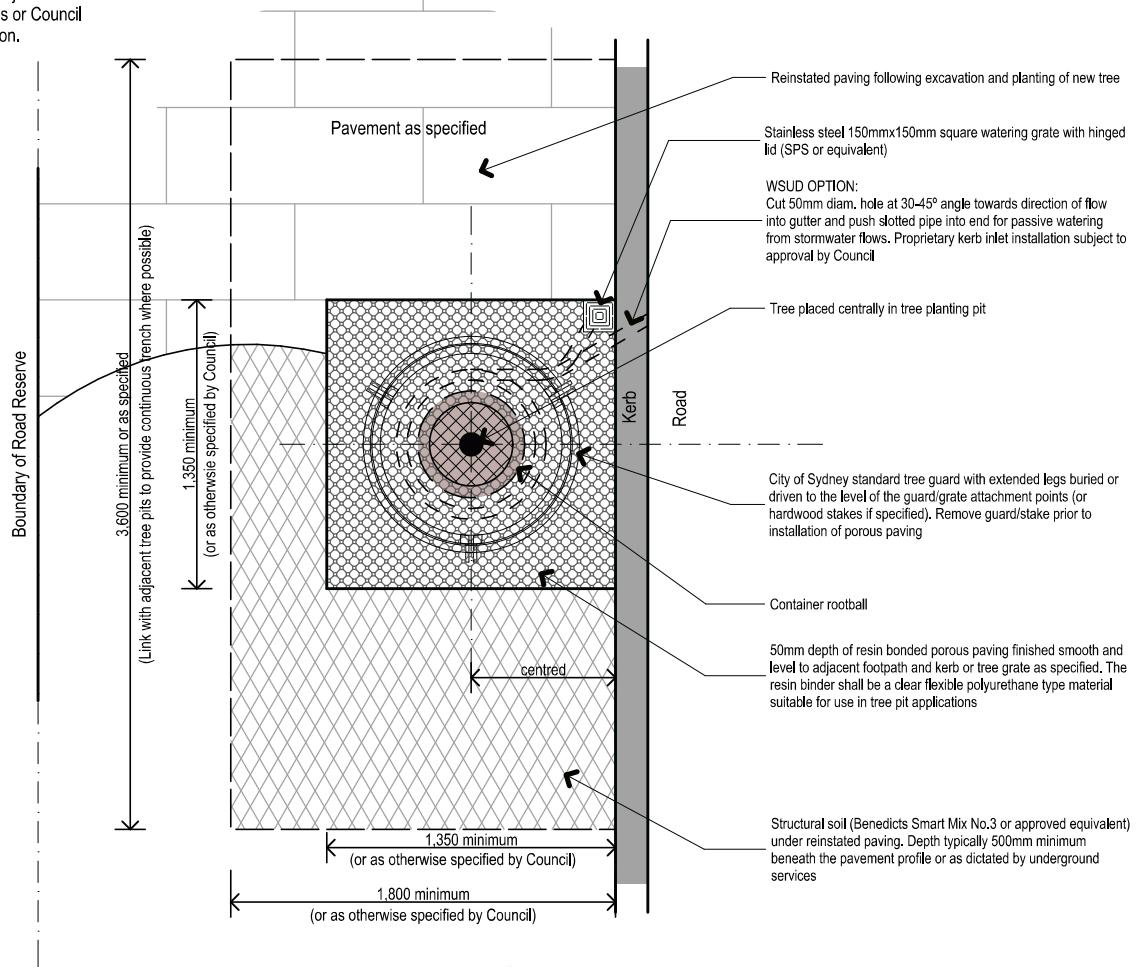 s or Council
on.
Reinstated paving following excavation and planting of new tree
Pavement as specified
Stainless steel 150mmx150mm square watering grate with hinged
lid (SPS or equivalent)
WSUD OPTION:
Cut 50mm diam. hole at 30-45º angle towards direction of flow
into gutter and push slotted pipe into end for passive watering
from stormwater flows. Proprietary kerb inlet installation subject to
approval by Council
Tree placed centrally in tree planting pit
Boundary of Road Reserve
3,600 minimum or as specified
(Link with adjacent tree pits to provide continuous trench where possible)
1,350 minimum
(or as otherwsie specified by Council)
Kerb
Road
City of Sydney standard tree guard with extended legs buried or
driven to the level of the guard/grate attachment points (or
hardwood stakes if specified). Remove guard/stake prior to
installation of porous paving
Container rootball
50mm depth of resin bonded porous paving finished smooth and
level to adjacent footpath and kerb or tree grate as specified. The
resin binder shall be a clear flexible polyurethane type material
suitable for use in tree pit applications
centred
Structural soil (Benedicts Smart Mix No.3 or approved equivalent)
under reinstated paving. Depth typically 500mm minimum
beneath the pavement profile or as dictated by underground
services
1,350 minimum
(or as otherwise specified by Council)
1,800 minimum
(or as otherwise specified by Council)